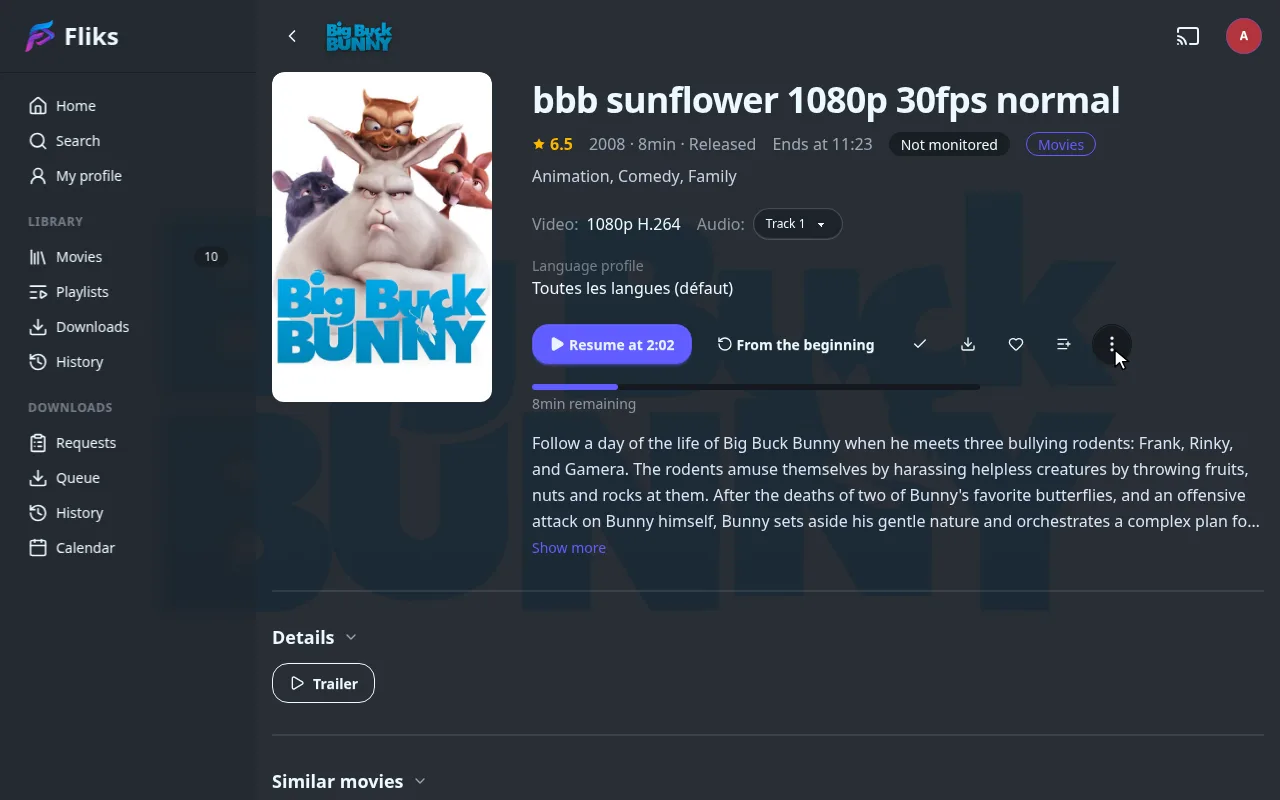 Fliks
Big Buck
BUNNY
A
Home
Search
My profile
LIBRARY
Movies
10
Playlists
Downloads
History
DOWNLOADS
Requests
Queue
History
Calendar
Big Buck
BUNNY
bbb sunflower 1080p 30fps normal
6.5 2008 · 8min · Released Ends at 11:23 Not monitored Movies
Animation, Comedy, Family
Video: 1080p H.264 Audio: Track 1
Language profile
Toutes les langues (défaut)
Resume at 2:02 From the beginning
8min remaining
Follow a day of the life of Big Buck Bunny when he meets three bullying rodents: Frank, Rinky,
and Gamera. The rodents amuse themselves by harassing helpless creatures by throwing fruits,
nuts and rocks at them. After the deaths of two of Bunny's favorite butterflies, and an offensive
attack on Bunny himself, Bunny sets aside his gentle nature and orchestrates a complex plan fo...
Show more
Big Buck
BUNNY
Details
Trailer
Similar movies